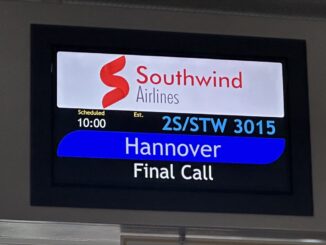 Southwind
Airlines
Scheduled Est.
10:00 2S/STW 3015
Hannover
Final Call